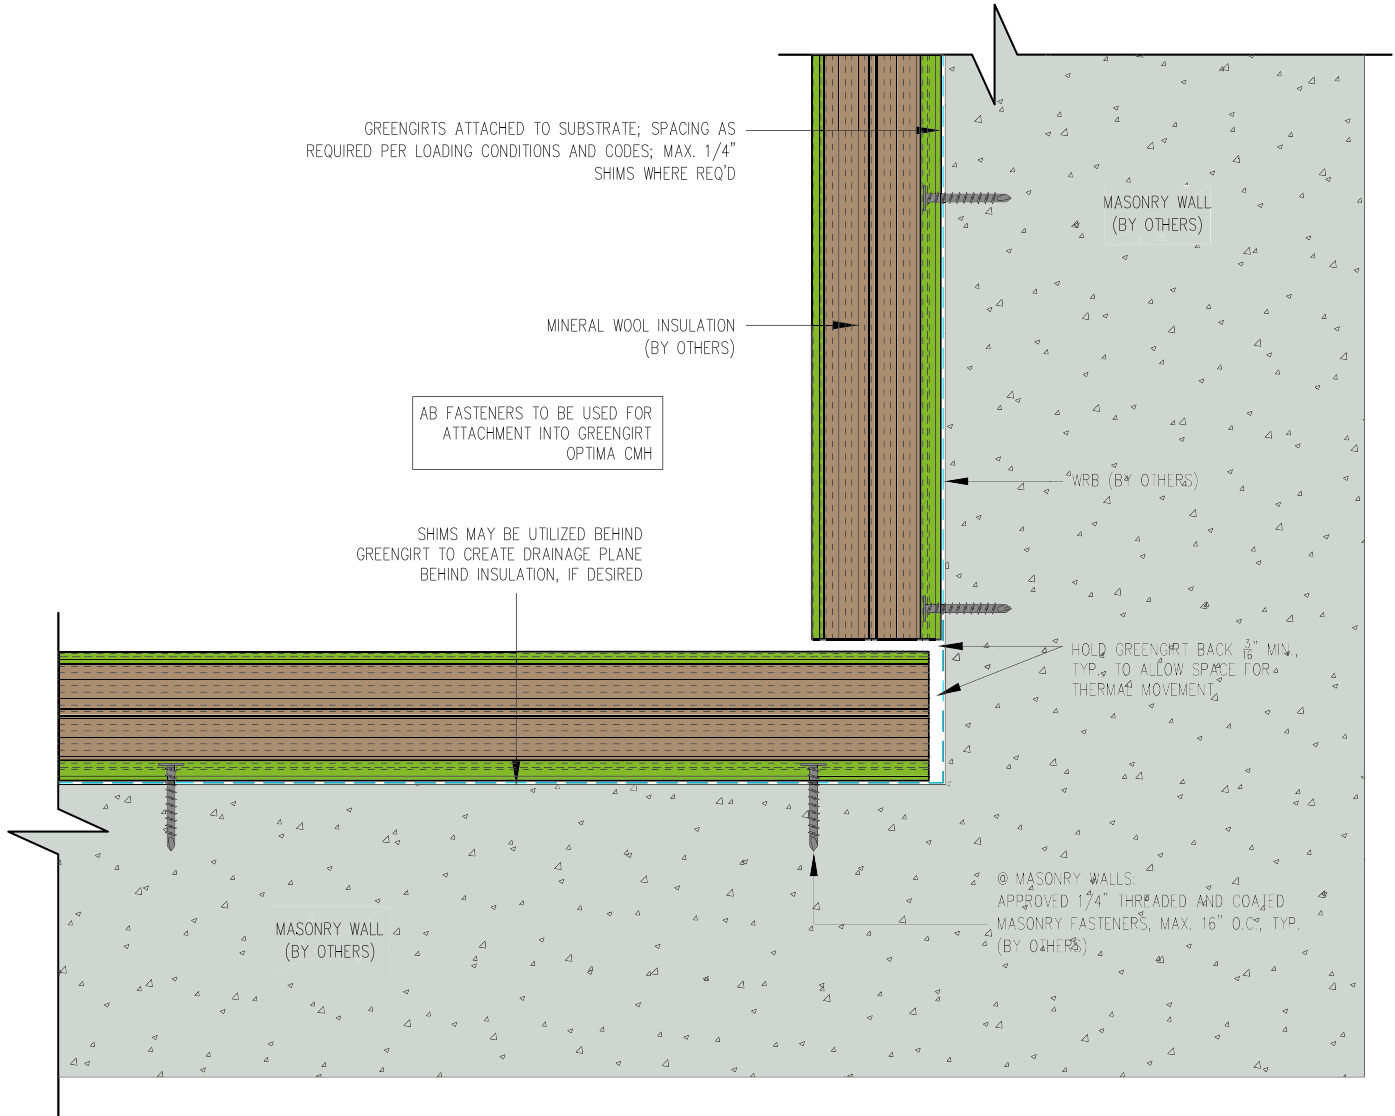 GREENGIRTS ATTACHED TO SUBSTRATE; SPACING AS
REQUIRED PER LOADING CONDITIONS AND CODES; MAX. 1/4"
SHIMS WHERE REQ'D
MASONRY WALL
(BY OTHERS)
MINERAL WOOL INSULATION
(BY OTHERS)
AB FASTENERS TO BE USED FOR
ATTACHMENT INTO GREENGIRT
OPTIMA CMH
WRB (BY OTHERS)
SHIMS MAY BE UTILIZED BEHIND
GREENGIRT TO CREATE DRAINAGE PLANE
BEHIND INSULATION, IF DESIRED
HOLD GREENGIRT BACK 3/16" MIN.,
TYP., TO ALLOW SPACE FOR
THERMAL MOVEMENT
@ MASONRY WALLS:
APPROVED 1/4" THREADED AND COATED
MASONRY FASTENERS, MAX. 16" O.C., TYP.
(BY OTHERS)
MASONRY WALL
(BY OTHERS)